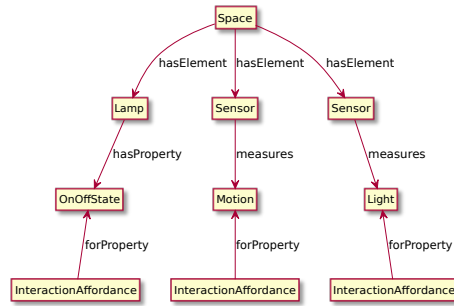 Space
hasElement hasElement hasElement
Lamp Sensor Sensor
hasProperty measures measures
OnOffState Motion Light
forProperty forProperty forProperty
InteractionAffordance InteractionAffordance InteractionAffordance